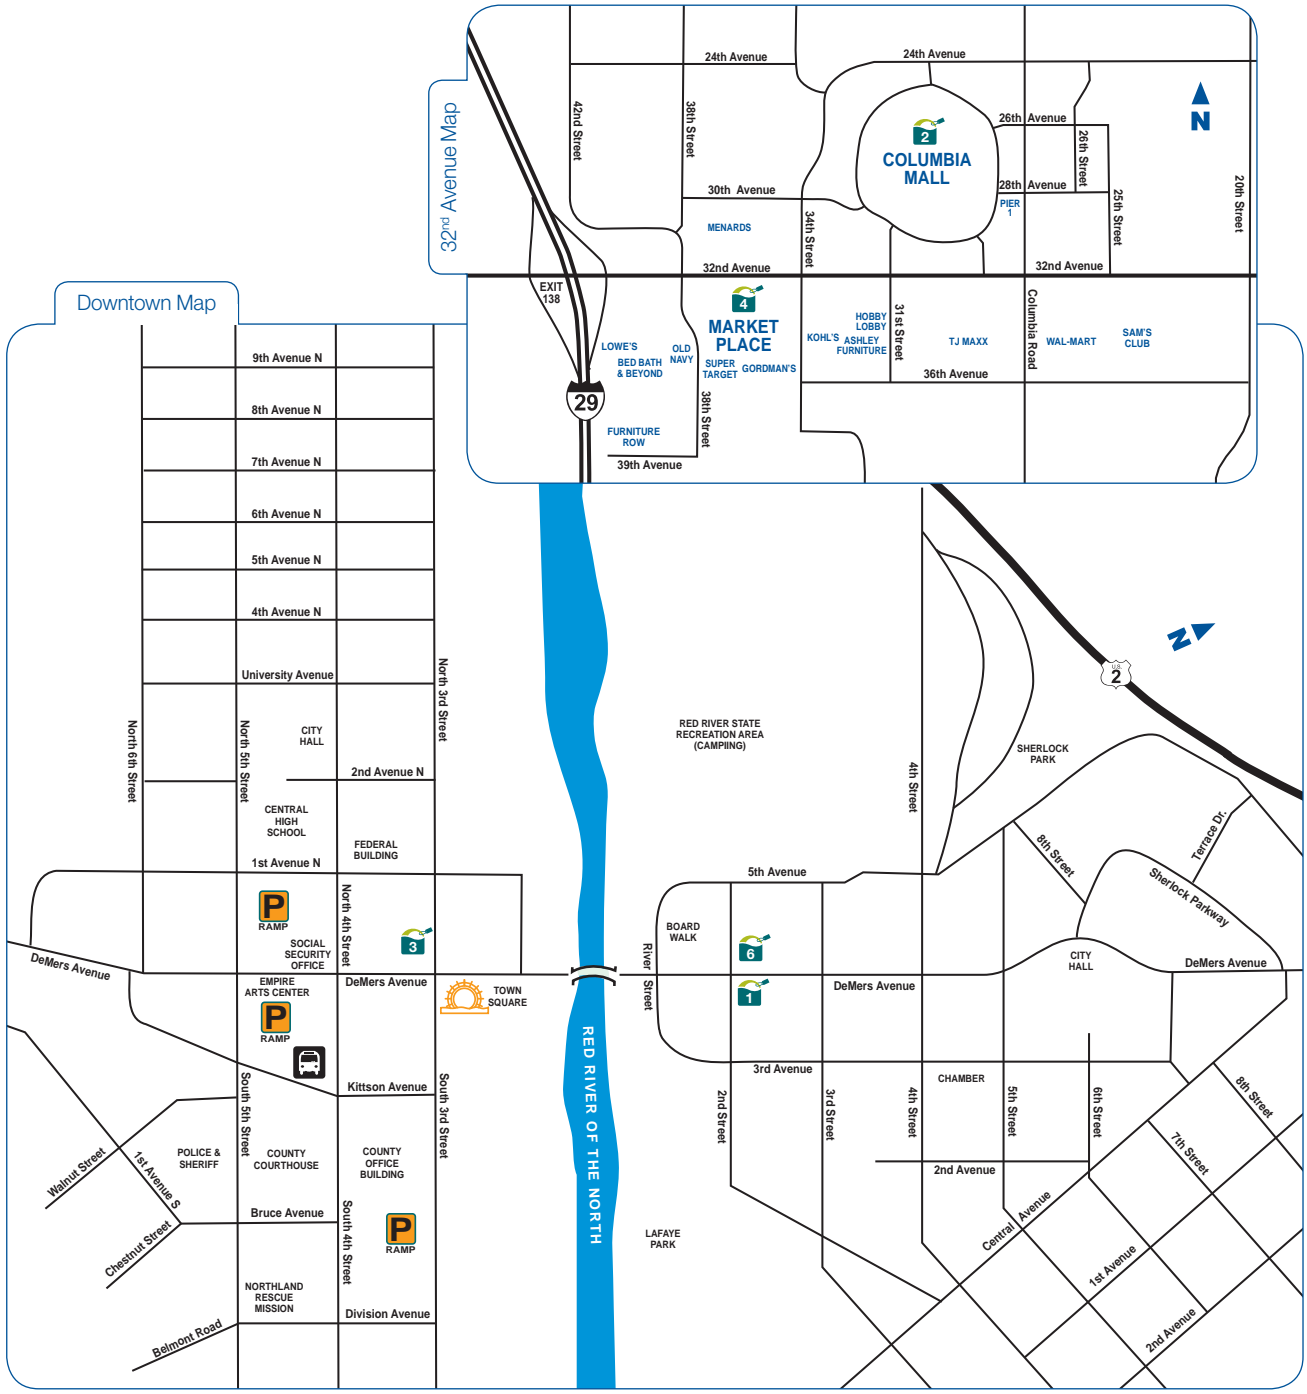 32nd Avenue Map
24th Avenue
24th Avenue
42nd Street
38th Street
N
26th Avenue
2
COLUMBIA
MALL
26th Street
28th Avenue
30th Avenue
PIER
1
25th Street
20th Street
34th Street
MENARDS
32nd Avenue
32nd Avenue
EXIT
138
4
MARKET
PLACE
31st Street
Columbia Road
HOBBY
LOBBY
KOHL'S
ASHLEY
FURNITURE
TJ MAXX
WAL-MART
SAM'S
CLUB
LOWE'S
OLD
NAVY
BED BATH
& BEYOND
SUPER
TARGET
GORDMAN'S
36th Avenue
29
38th Street
FURNITURE
ROW
39th Avenue
Downtown Map
9th Avenue N
8th Avenue N
7th Avenue N
6th Avenue N
5th Avenue N
4th Avenue N
University Avenue
North 3rd Street
North 6th Street
North 5th Street
CITY
HALL
2nd Avenue N
CENTRAL
HIGH
SCHOOL
FEDERAL
BUILDING
1st Avenue N
P
RAMP
North 4th Street
SOCIAL
SECURITY
OFFICE
3
DeMers Avenue
EMPIRE
ARTS CENTER
DeMers Avenue
TOWN
SQUARE
P
RAMP
Kittson Avenue
South 5th Street
South 3rd Street
Walnut Street
1st Avenue S
POLICE &
SHERIFF
COUNTY
COURTHOUSE
COUNTY
OFFICE
BUILDING
Bruce Avenue
Chestnut Street
South 4th Street
P
RAMP
NORTHLAND
RESCUE
MISSION
Division Avenue
Belmont Road
RED RIVER OF THE NORTH
N
U.S.
2
RED RIVER STATE
RECREATION AREA
(CAMPIING)
SHERLOCK
PARK
4th Street
8th Street
Terrace Dr.
Sherlock Parkway
5th Avenue
BOARD
WALK
River Street
6
CITY
HALL
DeMers Avenue
DeMers Avenue
1
3rd Avenue
CHAMBER
2nd Street
3rd Street
4th Street
5th Street
6th Street
8th Street
7th Street
2nd Avenue
Central Avenue
LAFAYE
PARK
1st Avenue
2nd Avenue